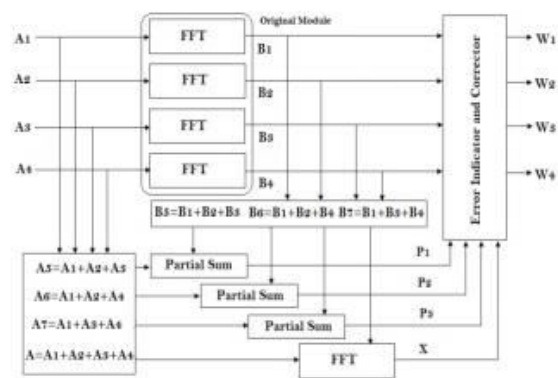 Original Module
A1
FFT
B1
W1
A2
FFT
B2
W2
A3
FFT
B3
W3
A4
FFT
B4
W4
Error Indicator and Corrector
B5=B1+B2+B3 B6=B1+B2+B4 B7=B1+B3+B4
A5=A1+A2+A3
Partial Sum
P1
A6=A1+A2+A4
Partial Sum
P2
A7=A1+A3+A4
Partial Sum
P3
A=A1+A2+A3+A4
FFT
X